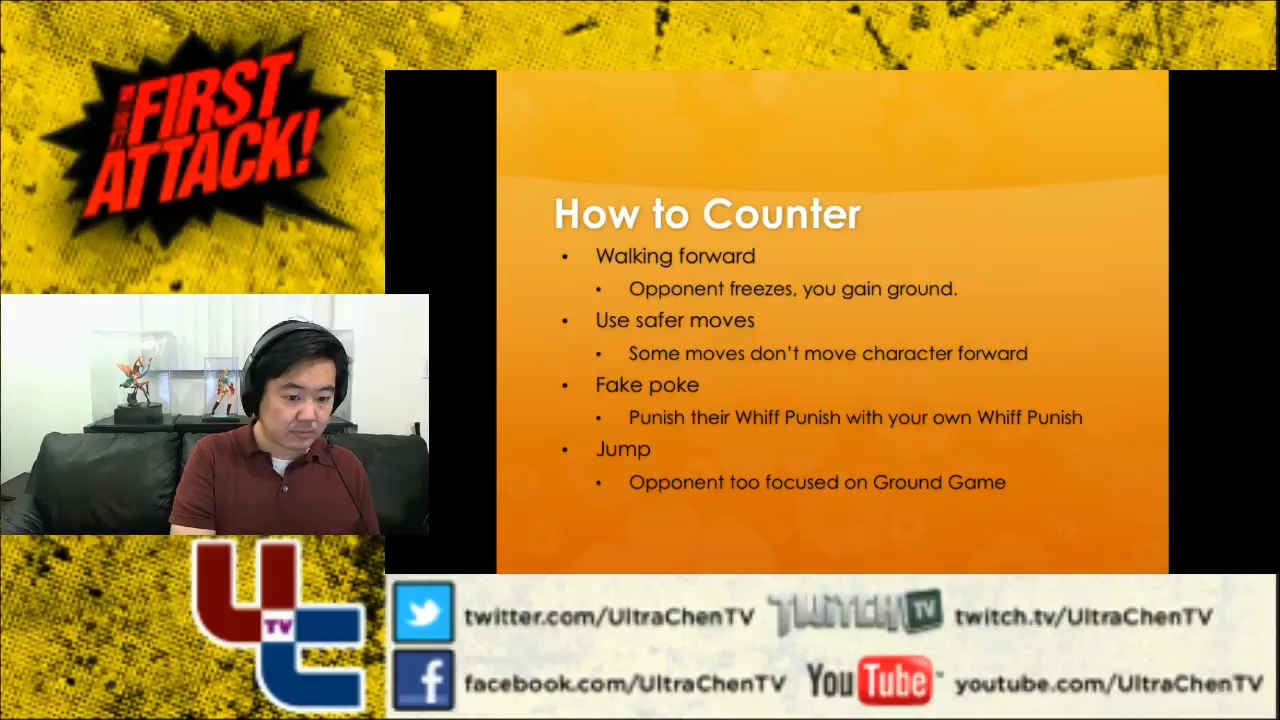 FIRST
ATTACK!
How to Counter
• Walking forward
• Opponent freezes, you gain ground.
• Use safer moves
• Some moves don't move character forward
• Fake poke
• Punish their Whiff Punish with your own Whiff Punish
• Jump
• Opponent too focused on Ground Game
UC
TV
twitter.com/UltraChenTV
TWITCH TV
twitch.tv/UltraChenTV
f
facebook.com/UltraChenTV
YouTube
youtube.com/UltraChenTV